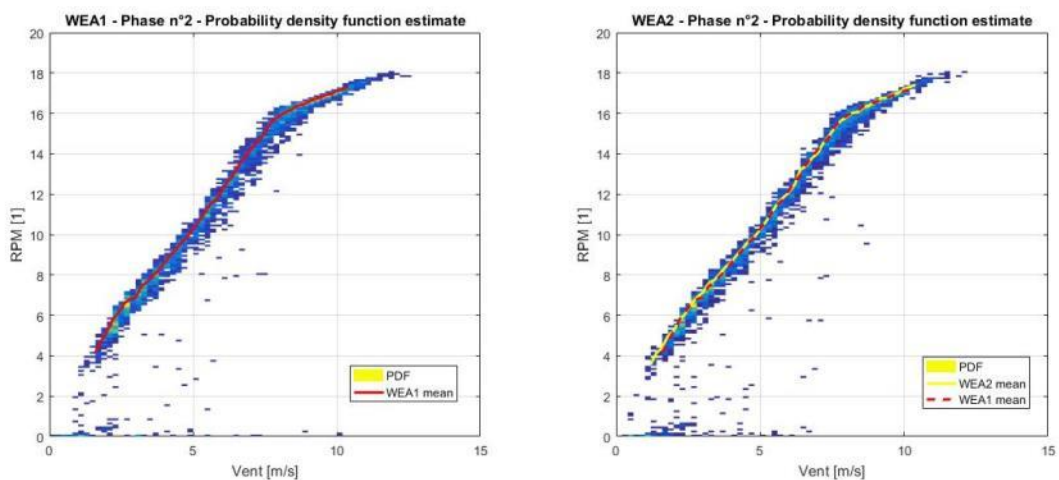 WEA1 - Phase n°2 - Probability density function estimate
20
18
16
14
12
10
8
6
4
2
0
RPM [1]
0 5 10 15
Vent [m/s]
PDF
WEA1 mean
WEA2 - Phase n°2 - Probability density function estimate
20
18
16
14
12
10
8
6
4
2
0
RPM [1]
0 5 10 15
Vent [m/s]
PDF
WEA2 mean
WEA1 mean